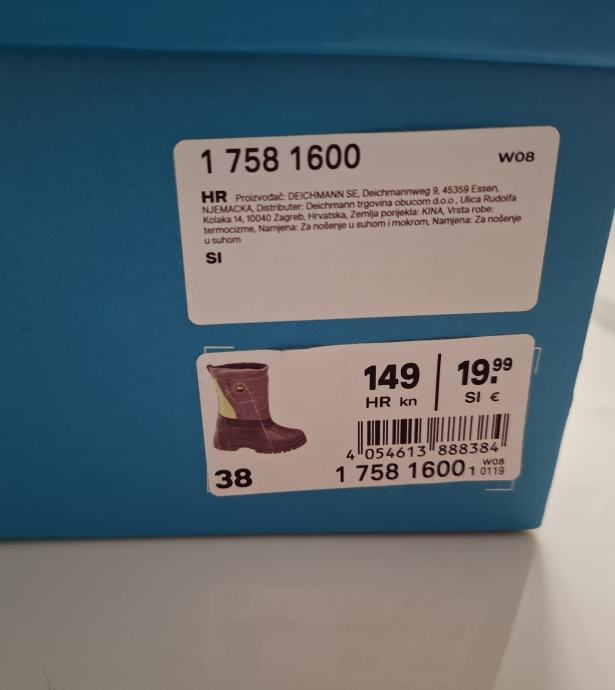 1 758 1600 W08
HR Proizvođač: DEICHMANN SE, Deichmannweg 9, 45359 Essen,
NJEMACKA, Distributer: Deichmann trgovina obucom d.o.o , Ulica Rudolfa
Kolaka 14, 10040 Zagreb, Hrvatska, Zemlja porijekla: KINA, Vrsta robe:
termocizme, Namjena: Za nošenje u suhom i mokrom, Namjena: Za nošenje
u suhom
SI
149 19.99
HR kn SI €
4 054613 888384
38 1 758 1600 1 W08 0119